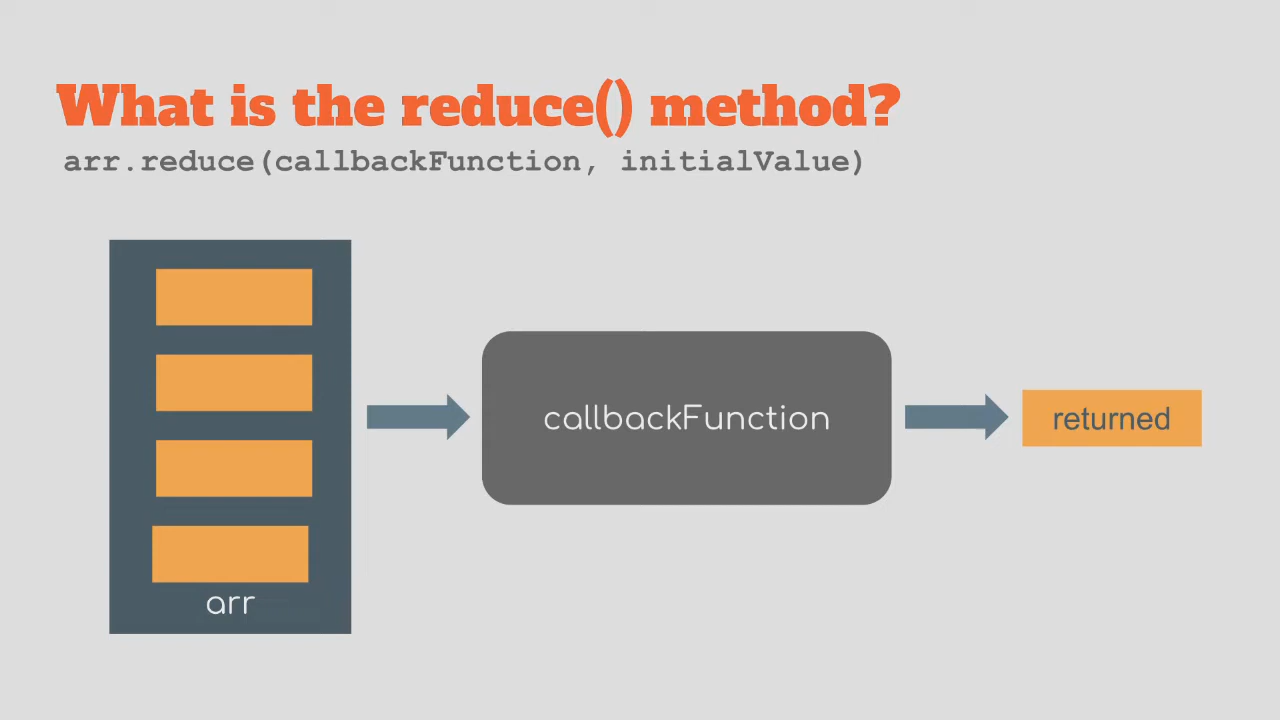 What is the reduce() method?
arr.reduce(callbackFunction, initialValue)
callbackFunction
returned
arr